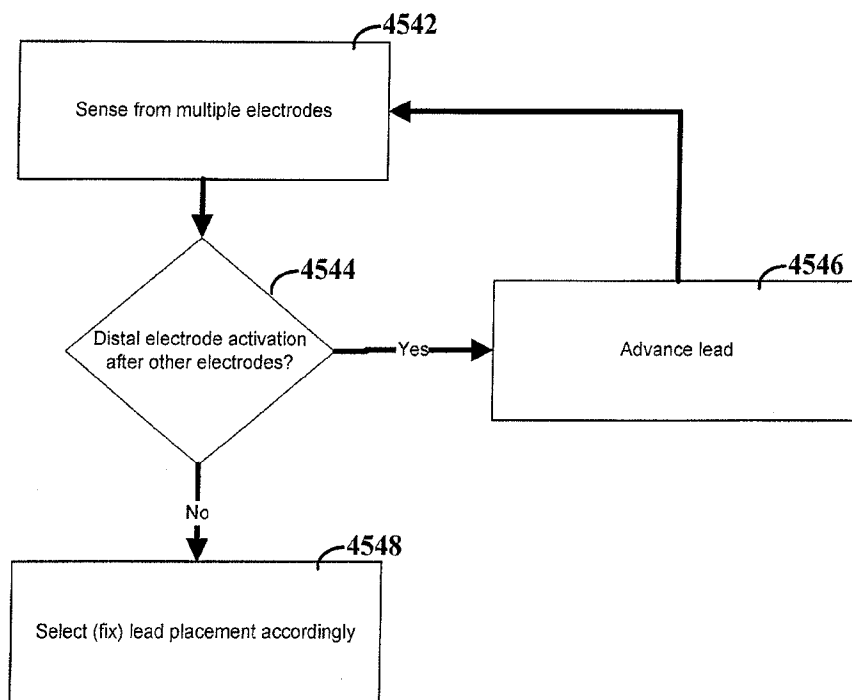 4542
Sense from multiple electrodes
4544
Distal electrode activation
after other electrodes?
Yes
4546
Advance lead
No
4548
Select (fix) lead placement accordingly